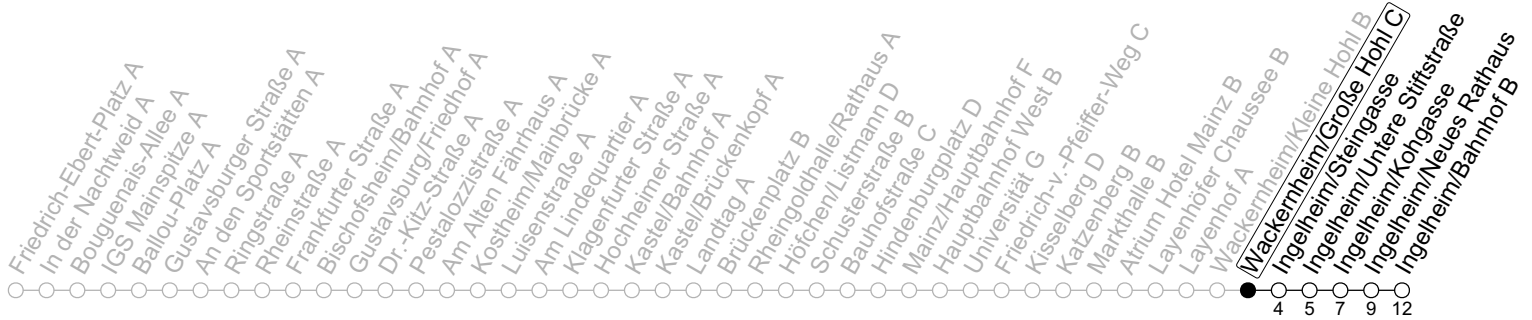 Friedrich-Ebert-Platz A
In der Nachtweid A
Bouguenais-Allee A
IGS Mainspitze A
Ballou-Platz A
Gustavsburger Straße A
An den Sportstätten A
Ringstraße A
Rheinstraße A
Frankfurter Straße A
Bischofsheim/Bahnhof A
Gustavsburg/Friedhof A
Dr.-Kitz-Straße A
Pestalozzistraße A
Am Alten Fährhaus A
Kostheim/Mainbrücke A
Luisenstraße A
Am Lindequartier A
Klagenfurter Straße A
Hochheimer Straße A
Kastel/Bahnhof A
Kastel/Brückenkopf A
Landtag A
Brückenplatz B
Rheingoldhalle/Rathaus A
Höfchen/Listmann D
Schusterstraße B
Bauhofstraße C
Hindenburgplatz D
Mainz/Hauptbahnhof F
Hauptbahnhof West B
Universität G
Friedrich-v.-Pfeiffer-Weg C
Kisselberg D
Katzenberg B
Markthalle B
Atrium Hotel Mainz B
Layenhöfer Chaussee B
Layenhof A
Wackernheim/Kleine Hohl B
Wackernheim/Große Hohl C
Ingelheim/Steingasse
Ingelheim/Untere Stiftstraße
Ingelheim/Kohgasse
Ingelheim/Neues Rathaus
Ingelheim/Bahnhof B
4 5 7 9 12